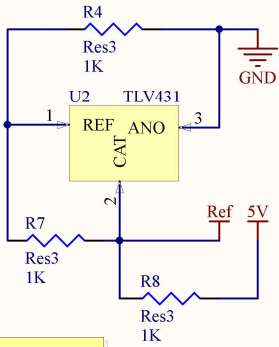 R4
Res3
1K
GND
U2 TLV431
1 REF ANO 3
CAT
2
R7
Res3
1K
Ref 5V
R8
Res3
1K